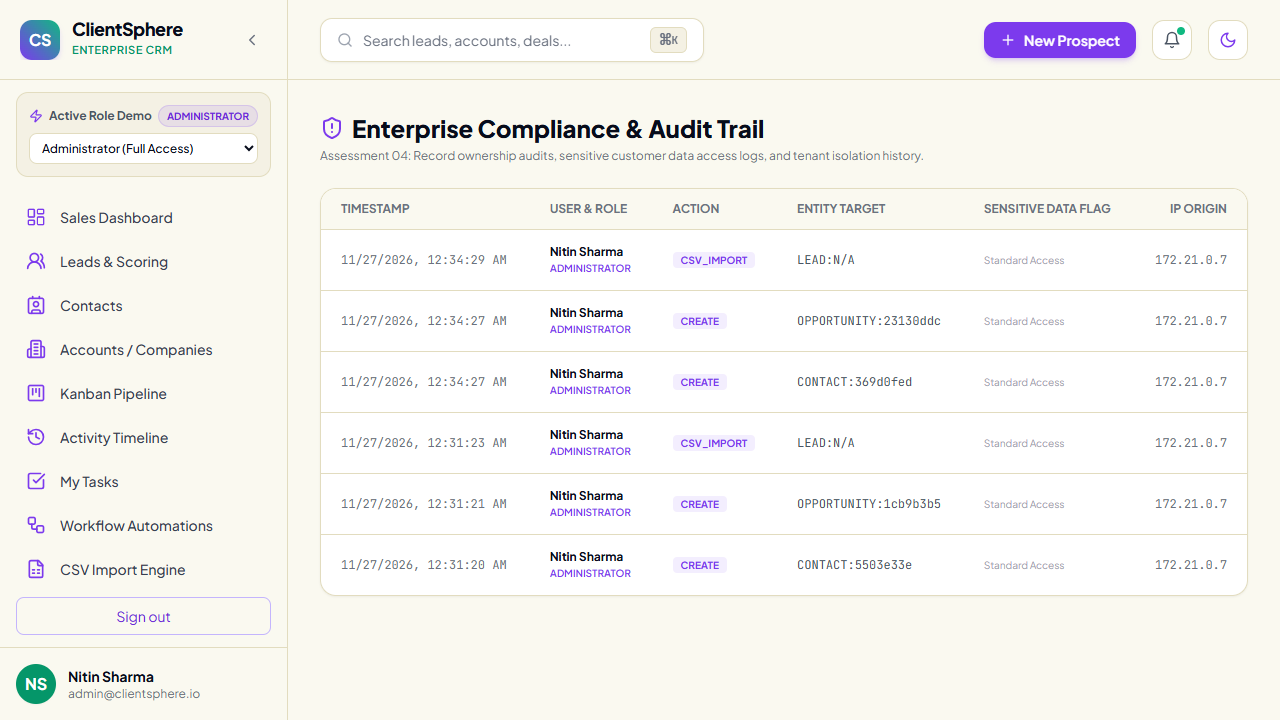 CS
ClientSphere
ENTERPRISE CRM
Search leads, accounts, deals...
⌘K
New Prospect
Active Role Demo
ADMINISTRATOR
Administrator (Full Access)
Sales Dashboard
Leads & Scoring
Contacts
Accounts / Companies
Kanban Pipeline
Activity Timeline
My Tasks
Workflow Automations
CSV Import Engine
Sign out
NS
Nitin Sharma
admin@clientsphere.io
Enterprise Compliance & Audit Trail
Assessment 04: Record ownership audits, sensitive customer data access logs, and tenant isolation history.
TIMESTAMP USER & ROLE ACTION ENTITY TARGET SENSITIVE DATA FLAG IP ORIGIN
11/27/2026, 12:34:29 AM Nitin Sharma CSV_IMPORT LEAD:N/A Standard Access 172.21.0.7
ADMINISTRATOR
11/27/2026, 12:34:27 AM Nitin Sharma CREATE OPPORTUNITY:23130ddc Standard Access 172.21.0.7
ADMINISTRATOR
11/27/2026, 12:34:27 AM Nitin Sharma CREATE CONTACT:369d0fed Standard Access 172.21.0.7
ADMINISTRATOR
11/27/2026, 12:31:23 AM Nitin Sharma CSV_IMPORT LEAD:N/A Standard Access 172.21.0.7
ADMINISTRATOR
11/27/2026, 12:31:21 AM Nitin Sharma CREATE OPPORTUNITY:1cb9b3b5 Standard Access 172.21.0.7
ADMINISTRATOR
11/27/2026, 12:31:20 AM Nitin Sharma CREATE CONTACT:5503e33e Standard Access 172.21.0.7
ADMINISTRATOR